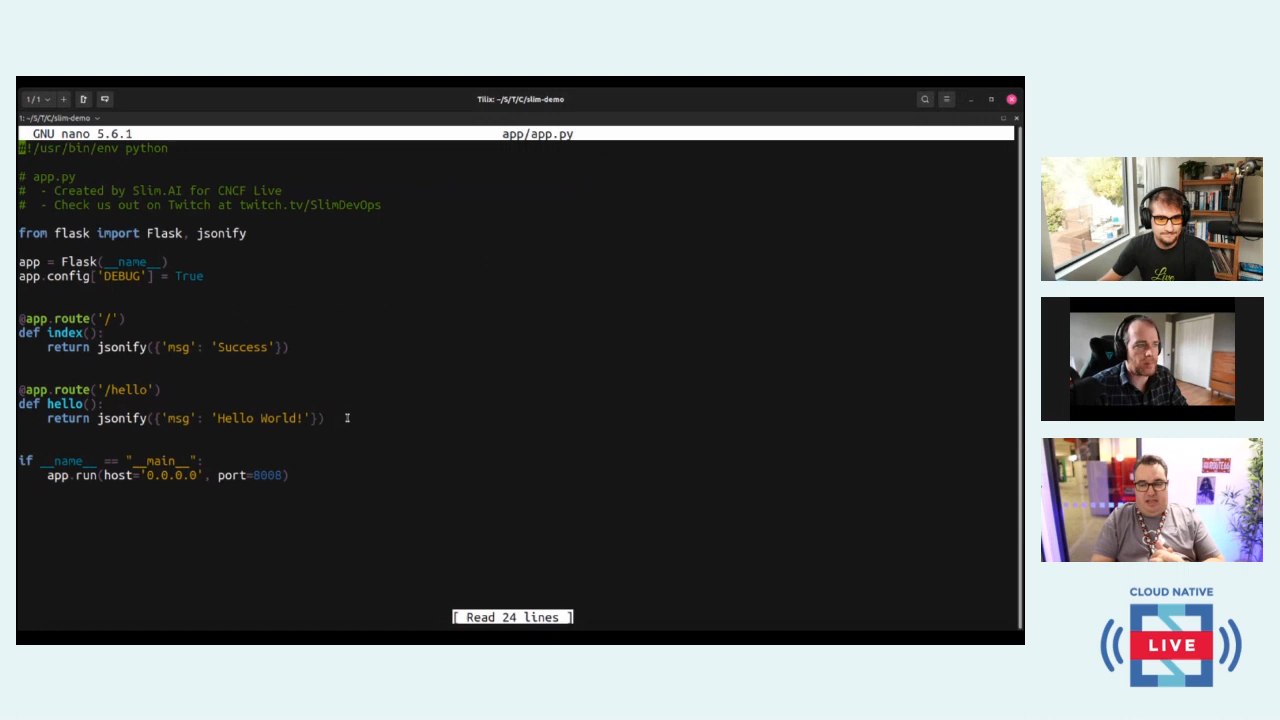 1/1
Tilix: ~/S/T/C/slim-demo
1: ~/S/T/C/slim-demo
GNU nano 5.6.1 app/app.py
#!/usr/bin/env python
# app.py
#  - Created by Slim.AI for CNCF Live
#  - Check us out on Twitch at twitch.tv/SlimDevOps
from flask import Flask, jsonify
app = Flask(__name__)
app.config['DEBUG'] = True
@app.route('/')
def index():
    return jsonify({'msg': 'Success'})
@app.route('/hello')
def hello():
    return jsonify({'msg': 'Hello World!'})
if __name__ == "__main__":
    app.run(host='0.0.0.0', port=8008)
[ Read 24 lines ]
Live
ROUTE66
CLOUD NATIVE
LIVE